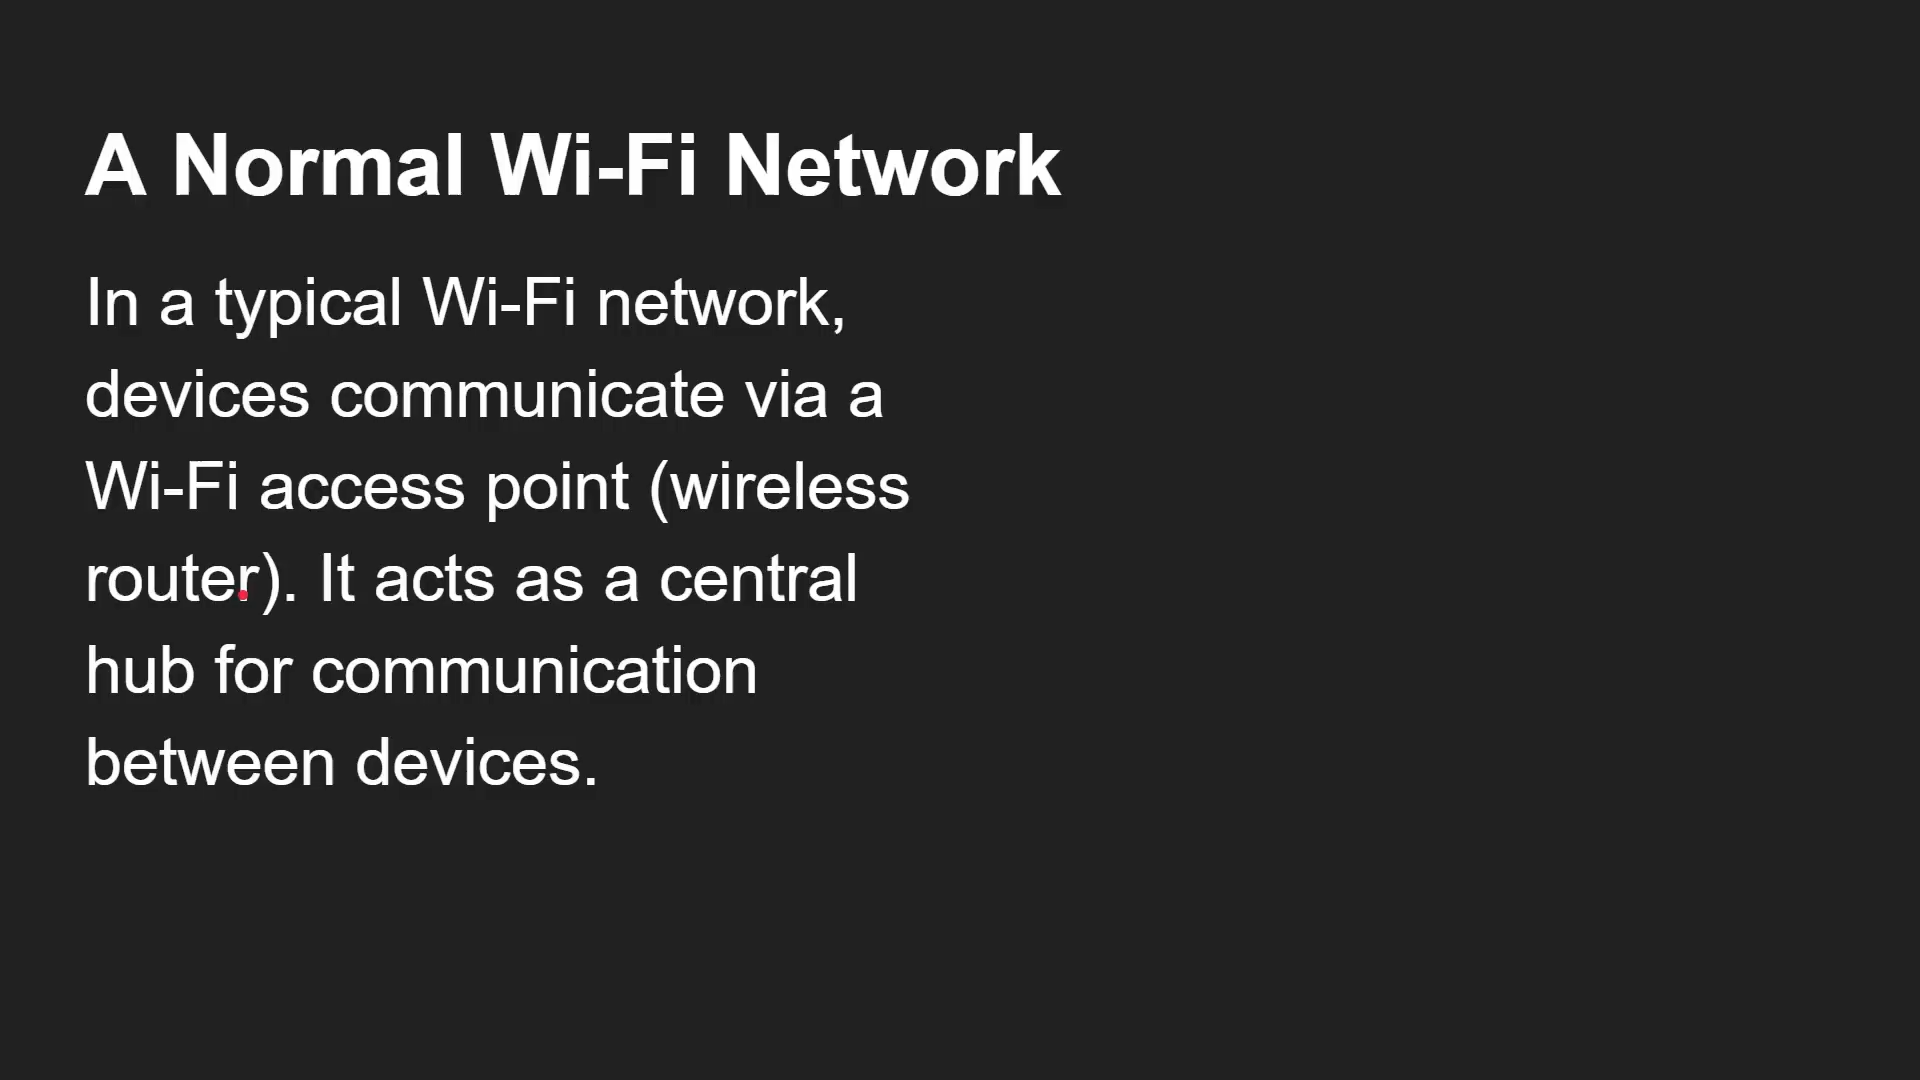 A Normal Wi-Fi Network
In a typical Wi-Fi network,
devices communicate via a
Wi-Fi access point (wireless
router). It acts as a central
hub for communication
between devices.